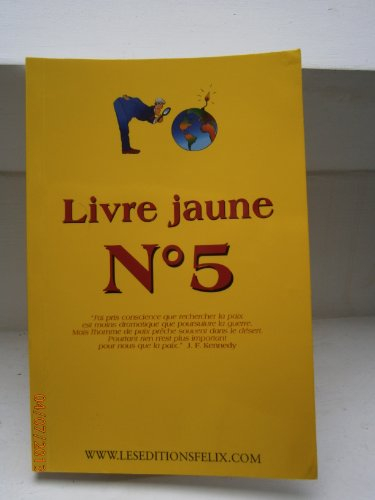 Livre jaune
N°5
"J'ai pris conscience que rechercher la paix
est moins dramatique que poursuivre la guerre.
Mais l'homme de paix prêche souvent dans le désert.
Pourtant rien n'est plus important
pour nous que la paix." J. F. Kennedy
WWW.LESEDITIONSFELIX.COM